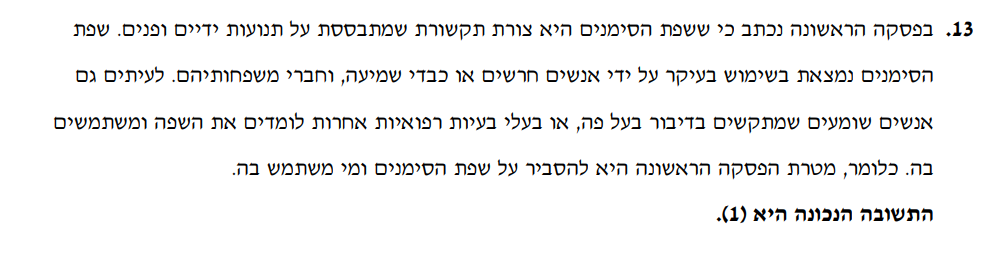 13. בפסקה הראשונה נכתב כי ששפת הסימנים היא צורת תקשורת שמתבססת על תנועות ידיים ופנים. שפת
הסימנים נמצאת בשימוש בעיקר על ידי אנשים חרשים או כבדי שמיעה, וחברי משפחותיהם. לעיתים גם
אנשים שומעים שמתקשים בדיבור בעל פה, או בעלי בעיות רפואיות אחרות לומדים את השפה ומשתמשים
בה. כלומר, מטרת הפסקה הראשונה היא להסביר על שפת הסימנים ומי משתמש בה.
התשובה הנכונה היא (1).